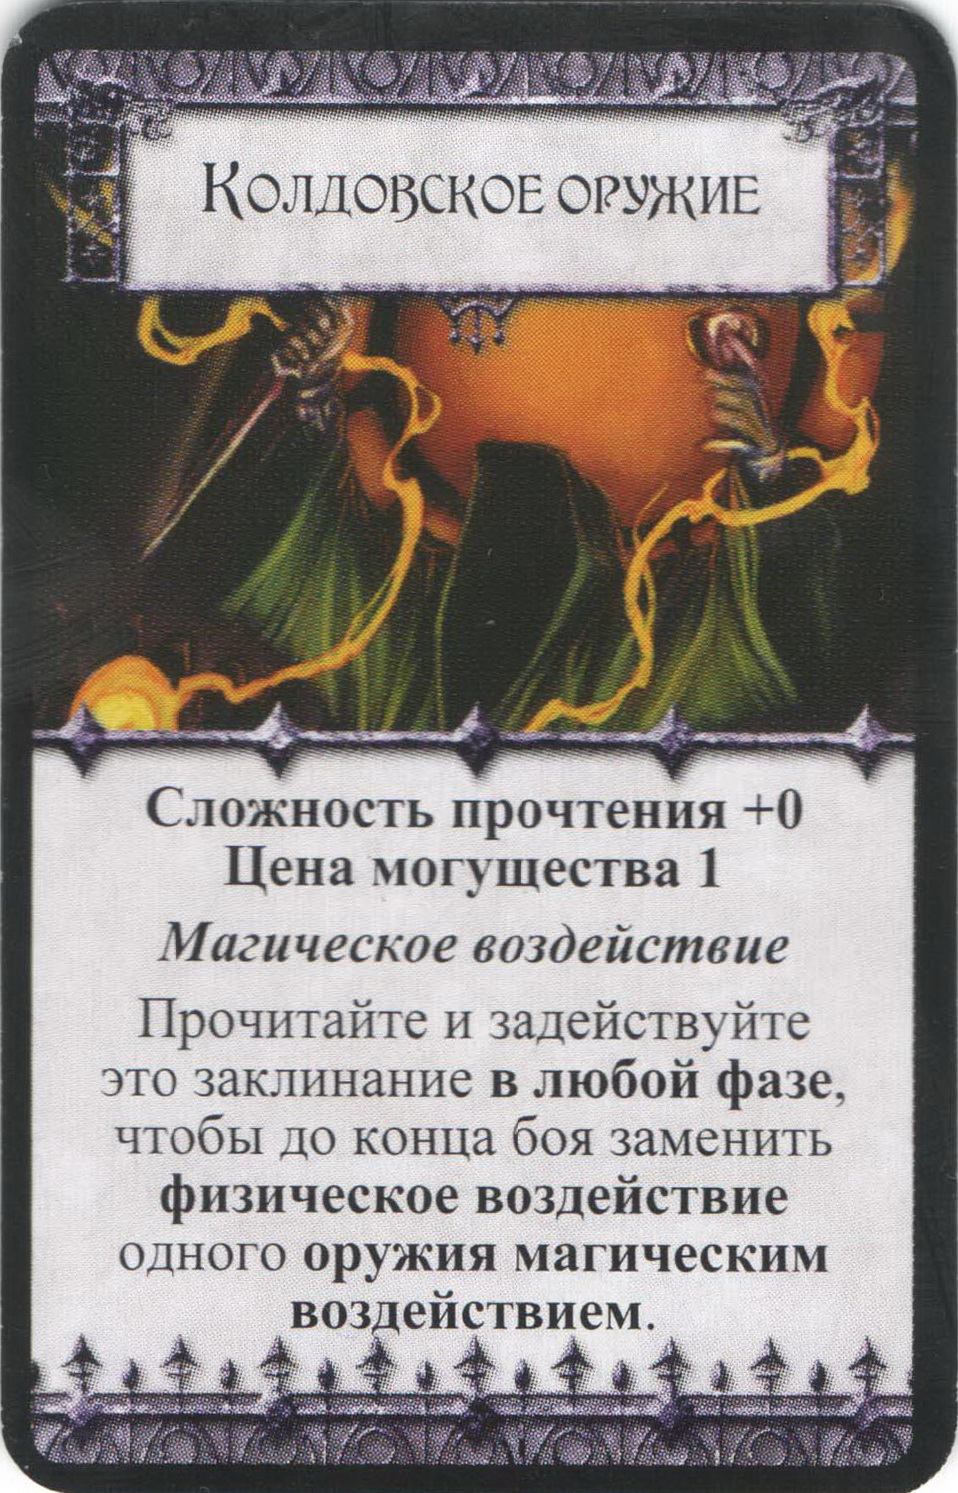 Колдовское оружие
Сложность прочтения +0
Цена могущества 1
Магическое воздействие
Прочитайте и задействуйте
это заклинание в любой фазе,
чтобы до конца боя заменить
физическое воздействие
одного оружия магическим
воздействием.